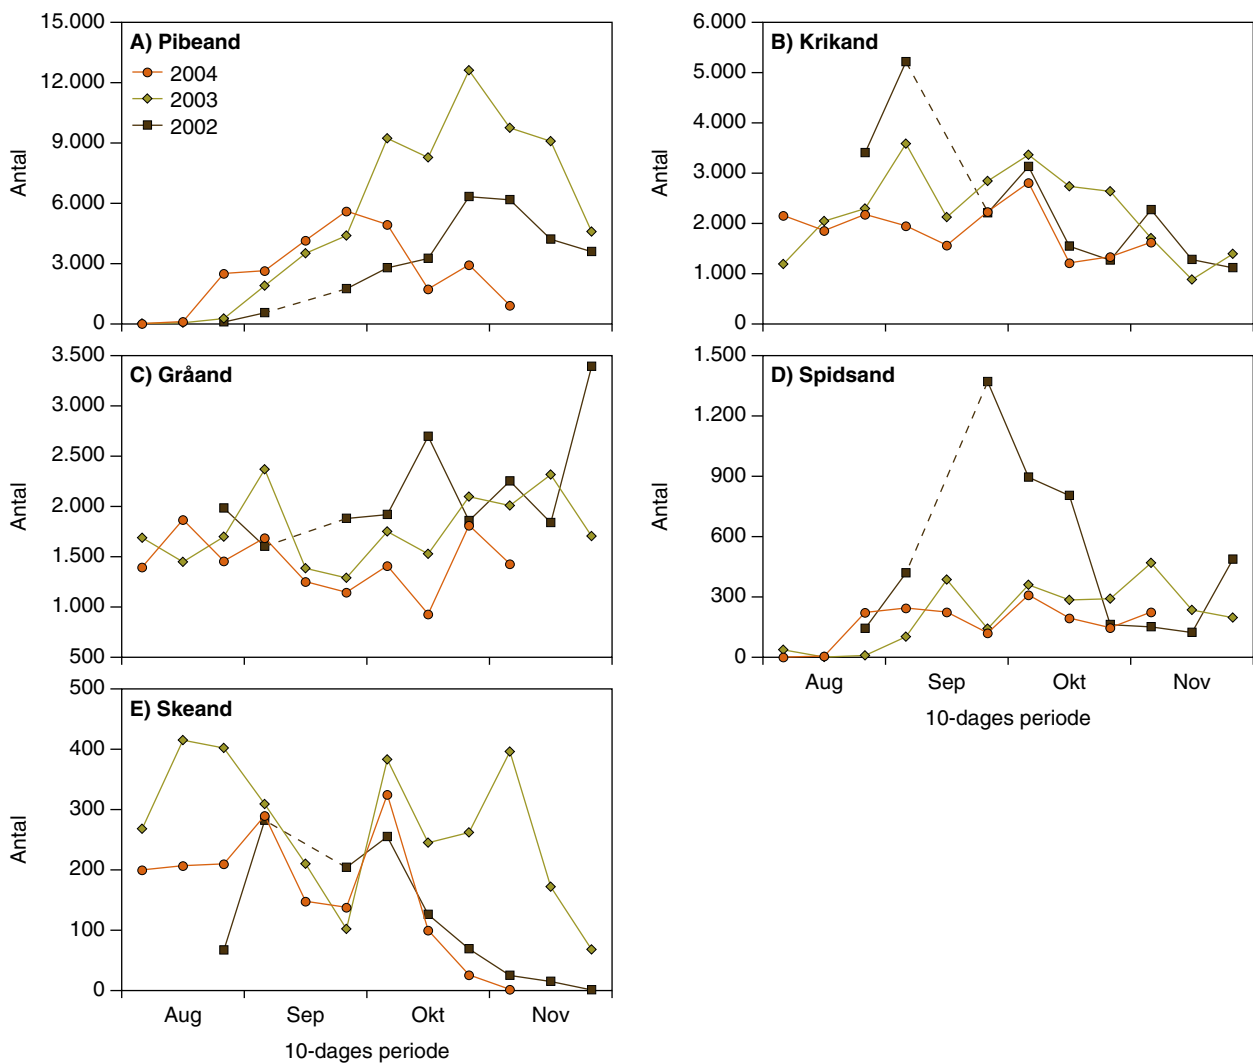 A) Pibeand
2004
2003
2002
15.000
12.000
9.000
6.000
3.000
0
Antal
B) Krikand
6.000
5.000
4.000
3.000
2.000
1.000
0
Antal
C) Gråand
3.500
3.000
2.500
2.000
1.500
1.000
500
Antal
D) Spidsand
1.500
1.200
900
600
300
0
Antal
Aug Sep Okt Nov
10-dages periode
E) Skeand
500
400
300
200
100
0
Antal
Aug Sep Okt Nov
10-dages periode